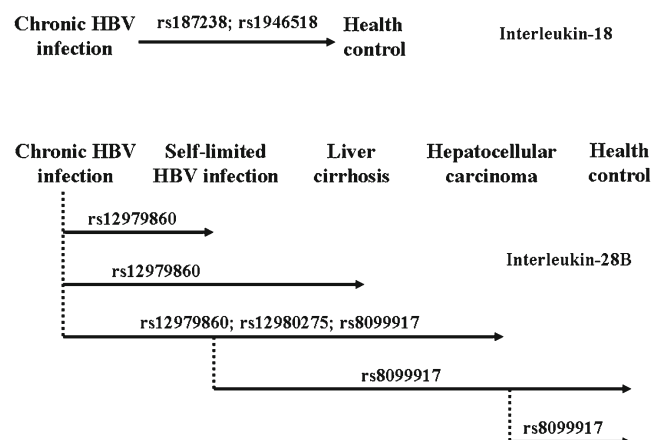 Chronic HBV infection
rs187238; rs1946518
Health control
Interleukin-18
Chronic HBV infection
Self-limited HBV infection
Liver cirrhosis
Hepatocellular carcinoma
Health control
rs12979860
rs12979860
Interleukin-28B
rs12979860; rs12980275; rs8099917
rs8099917
rs8099917